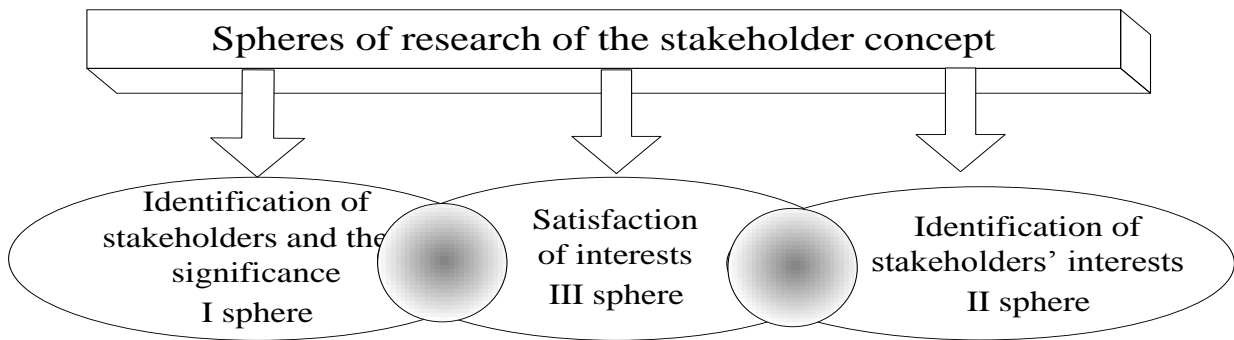 Spheres of research of the stakeholder concept
Identification of
stakeholders and the
significance
I sphere
Satisfaction
of interests
III sphere
Identification of
stakeholders’ interests
II sphere